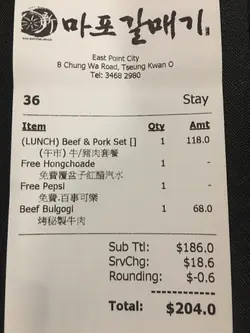 마포갈매기
East Point City
8 Chung Wa Road, Tseung Kwan O
Tel: 3468 2980
36 Stay
Item Qty Amt
(LUNCH) Beef & Pork Set [] 1 118.0
(午市) 牛/豬肉套餐
Free Hongchoade 1 -
免費覆盆子紅醋汽水
Free Pepsi 1 -
免費.百事可樂
Beef Bulgogi 1 68.0
烤秘製牛肉
Sub Ttl: $186.0
SrvChg: $18.6
Rounding: $-0.6
Total: $204.0